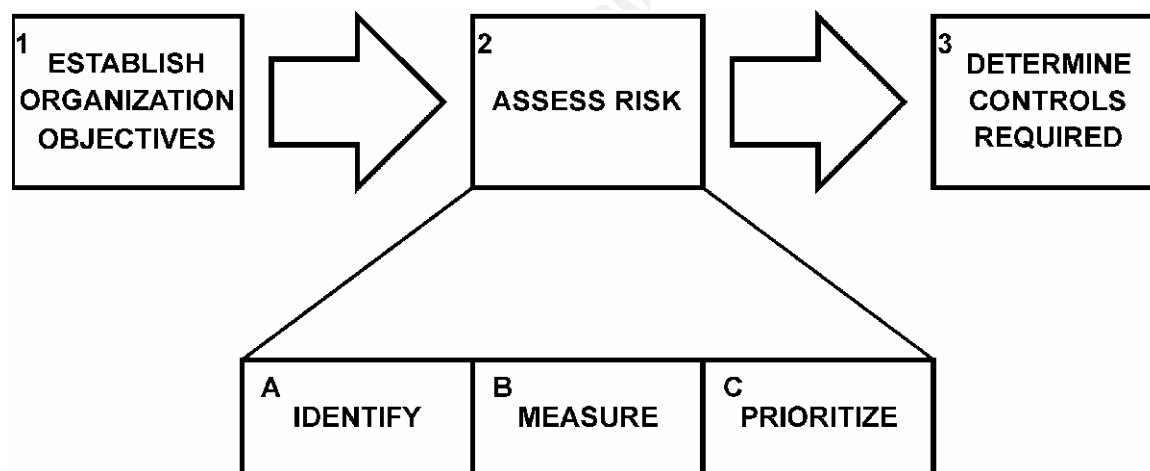 1
ESTABLISH
ORGANIZATION
OBJECTIVES
2
ASSESS RISK
3
DETERMINE
CONTROLS
REQUIRED
A
IDENTIFY
B
MEASURE
C
PRIORITIZE